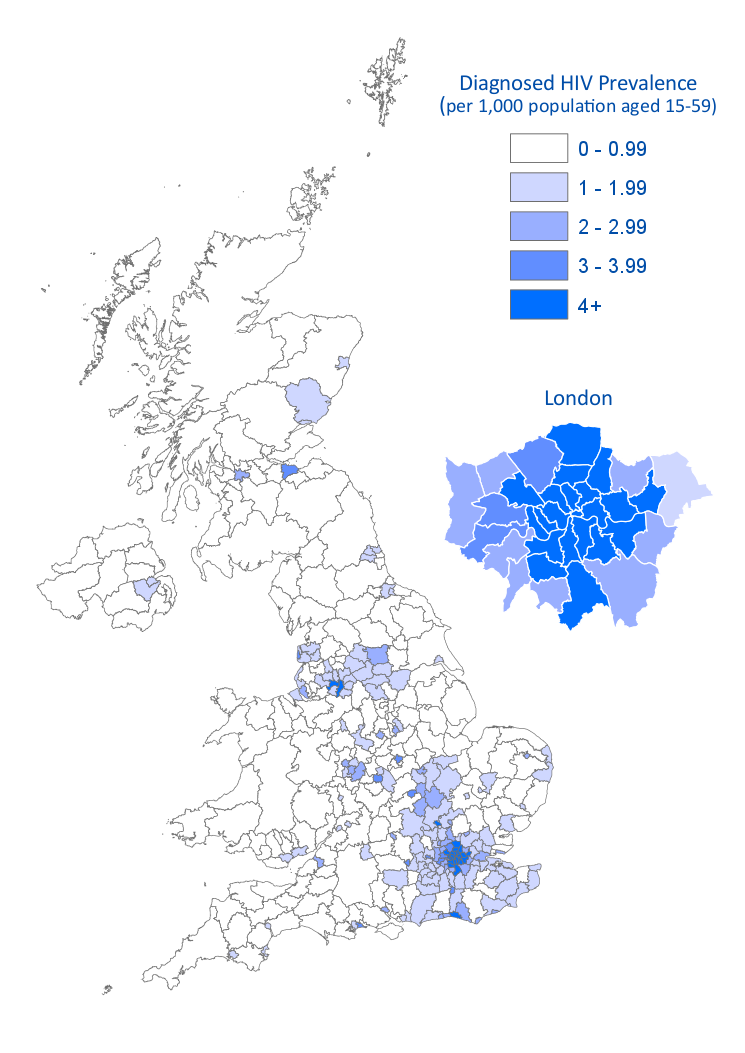 Diagnosed HIV Prevalence
(per 1,000 population aged 15-59)
0 - 0.99
1 - 1.99
2 - 2.99
3 - 3.99
4+
London